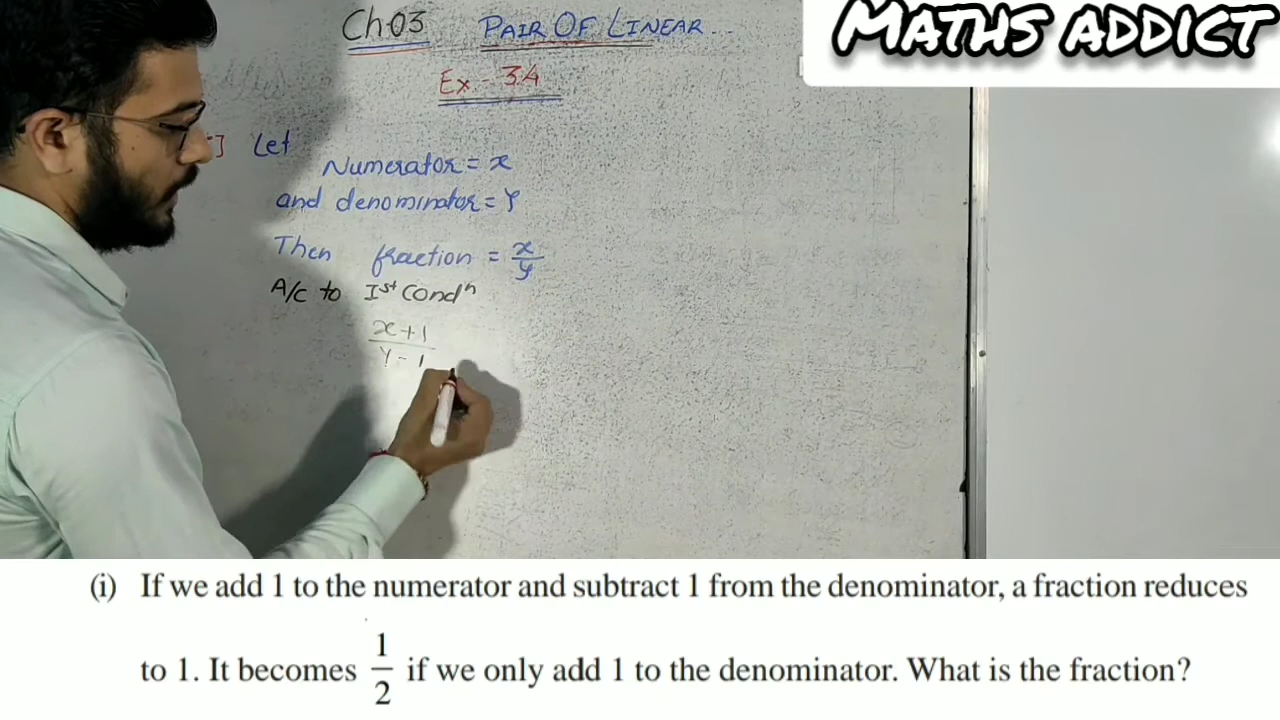 Ch-03 PAIR OF LINEAR...
MATHS ADDICT
Ex - 3.4
Let
Numerator = x
and denominator = y
Then fraction = x/y
A/c to Ist Condn
x+1
y-1
(i) If we add 1 to the numerator and subtract 1 from the denominator, a fraction reduces
to 1. It becomes 1/2 if we only add 1 to the denominator. What is the fraction?